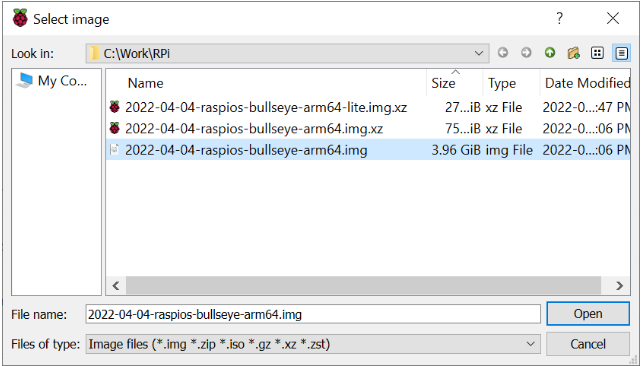 Select image
Look in: C:\Work\RPi
My Co...
Name Size Type Date Modified
2022-04-04-raspios-bullseye-arm64-lite.img.xz 27...iB xz File 2022-0...:47 PM
2022-04-04-raspios-bullseye-arm64.img.xz 75...iB xz File 2022-0...:06 PM
2022-04-04-raspios-bullseye-arm64.img 3.96 GiB img File 2022-0...:06 PM
File name: 2022-04-04-raspios-bullseye-arm64.img Open
Files of type: Image files (*.img *.zip *.iso *.gz *.xz *.zst) Cancel